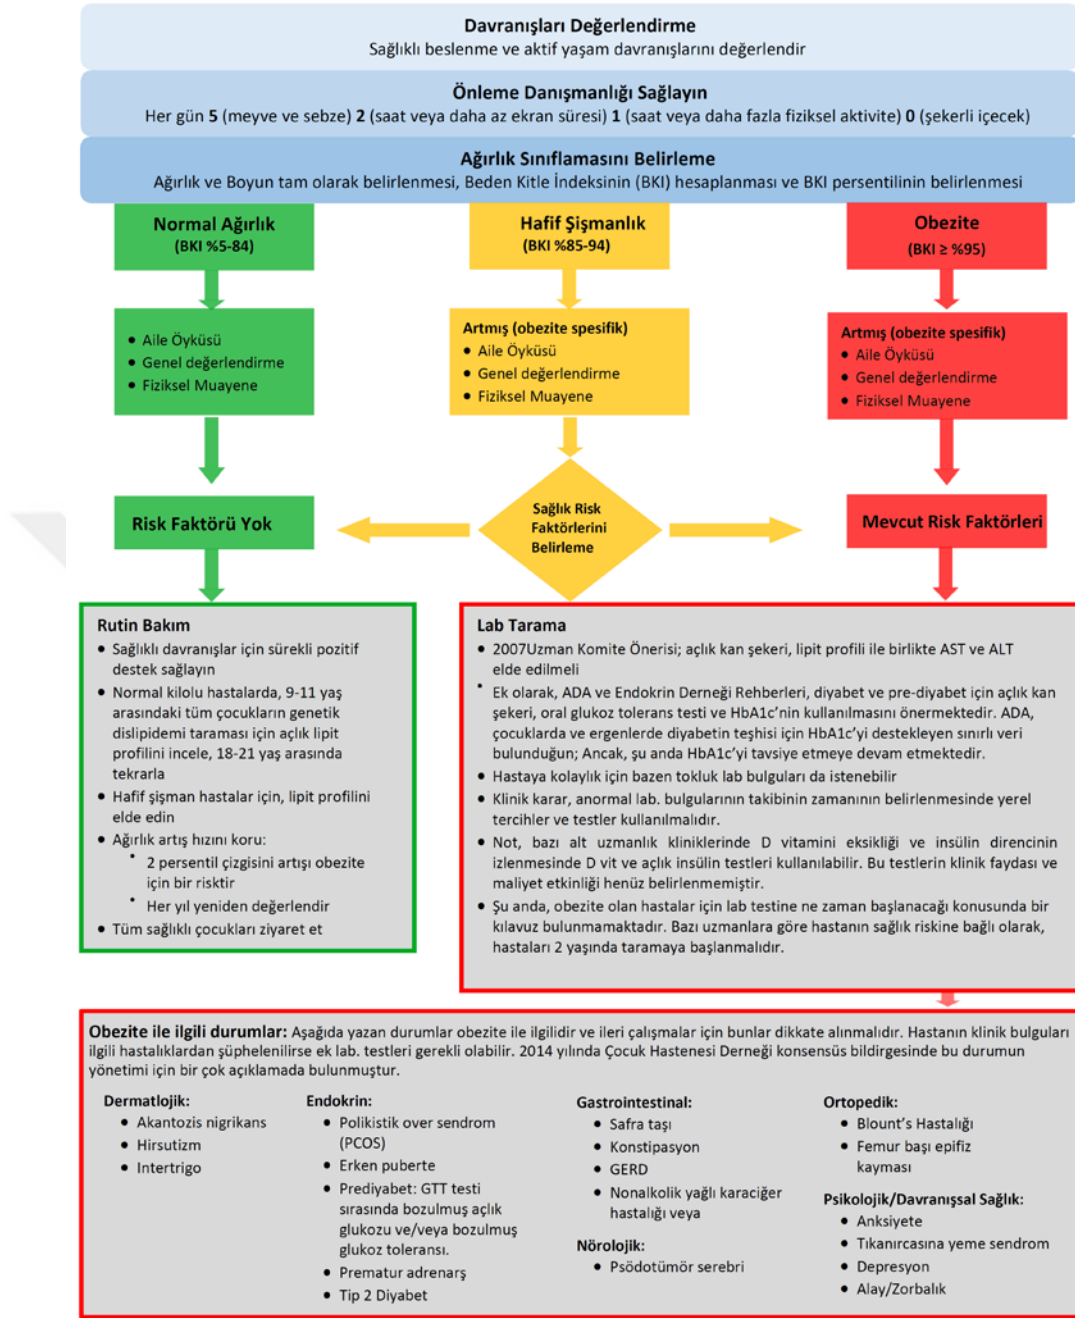 Davranışları Değerlendirme
Sağlıklı beslenme ve aktif yaşam davranışlarını değerlendir
Önleme Danışmanlığı Sağlayın
Her gün 5 (meyve ve sebze) 2 (saat veya daha az ekran süresi) 1 (saat veya daha fazla fiziksel aktivite) 0 (şekerli içecek)
Ağırlık Sınıflamasını Belirleme
Ağırlık ve Boyun tam olarak belirlenmesi, Beden Kitle İndeksinin (BKI) hesaplanması ve BKI persentilinin belirlenmesi
Normal Ağırlık
(BKI %5-84)
Hafif Şişmanlık
(BKI %85-94)
Obezite
(BKI ≥ %95)
• Aile Öyküsü
• Genel değerlendirme
• Fiziksel Muayene
Artmış (obezite spesifik)
• Aile Öyküsü
• Genel değerlendirme
• Fiziksel Muayene
Artmış (obezite spesifik)
• Aile Öyküsü
• Genel değerlendirme
• Fiziksel Muayene
Risk Faktörü Yok
Sağlık Risk
Faktörlerini
Belirleme
Mevcut Risk Faktörleri
Rutin Bakım
• Sağlıklı davranışlar için sürekli pozitif
destek sağlayın
• Normal kilolu hastalarda, 9-11 yaş
arasındaki tüm çocukların genetik
dislipidemi taraması için açlık lipit
profilini incele, 18-21 yaş arasında
tekrarla
• Hafif şişman hastalar için, lipit profilini
elde edin
• Ağırlık artış hızını koru:
• 2 persentil çizgisini artışı obezite
için bir risktir
• Her yıl yeniden değerlendir
• Tüm sağlıklı çocukları ziyaret et
Lab Tarama
• 2007Uzman Komite Önerisi; açlık kan şekeri, lipit profili ile birlikte AST ve ALT
elde edilmeli
• Ek olarak, ADA ve Endokrin Derneği Rehberleri, diyabet ve pre-diyabet için açlık kan
şekeri, oral glukoz tolerans testi ve HbA1c’nin kullanılmasını önermektedir. ADA,
çocuklarda ve ergenlerde diyabetin teşhisi için HbA1c’yi destekleyen sınırlı veri
bulunduğun; Ancak, şu anda HbA1c’yi tavsiye etmeye devam etmektedir.
• Hastaya kolaylık için bazen tokluk lab bulguları da istenebilir
• Klinik karar, anormal lab. bulgularının takibinin zamanının belirlenmesinde yerel
tercihler ve testler kullanılmalıdır.
• Not, bazı alt uzmanlık kliniklerinde D vitamini eksikliği ve insülin direncinin
izlenmesinde D vit ve açlık insülin testleri kullanılabilir. Bu testlerin klinik faydası ve
maliyet etkinliği henüz belirlenmemiştir.
• Şu anda, obezite olan hastalar için lab testine ne zaman başlanacağı konusunda bir
kılavuz bulunmamaktadır. Bazı uzmanlara göre hastanın sağlık riskine bağlı olarak,
hastaları 2 yaşında taramaya başlanmalıdır.
Obezite ile ilgili durumlar: Aşağıda yazan durumlar obezite ile ilgilidir ve ileri çalışmalar için bunlar dikkate alınmalıdır. Hastanın klinik bulguları
ilgili hastalıklardan şüphelenilirse ek lab. testleri gerekli olabilir. 2014 yılında Çocuk Hastenesi Derneği konsensüs bildirgesinde bu durumun
yönetimi için bir çok açıklamada bulunmuştur.
Dermatlojik:
• Akantozis nigrikans
• Hirsutizm
• Intertrigo
Endokrin:
• Polikistik over sendrom
(PCOS)
• Erken puberte
• Prediyabet: GTT testi
sırasında bozulmuş açlık
glukozu ve/veya bozulmuş
glukoz toleransı.
• Prematur adrenarş
• Tip 2 Diyabet
Gastrointestinal:
• Safra taşı
• Konstipasyon
• GERD
• Nonalkolik yağlı karaciğer
hastalığı veya
Nörolojik:
• Psödotümör serebri
Ortopedik:
• Blount’s Hastalığı
• Femur başı epifiz
kayması
Psikolojik/Davranışsal Sağlık:
• Anksiyete
• Tıkanırcasına yeme sendrom
• Depresyon
• Alay/Zorbalık